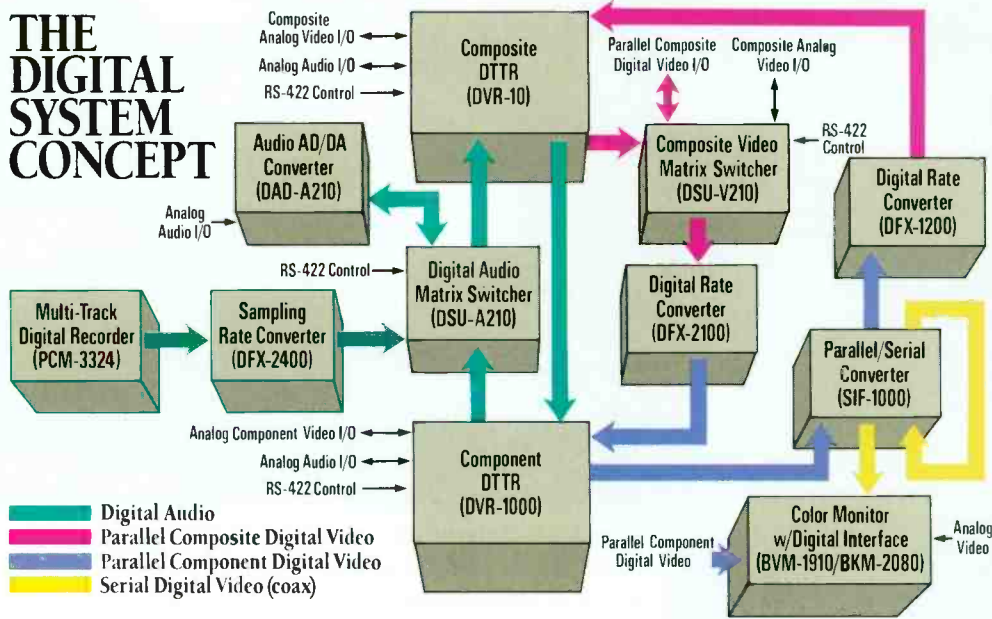 THE
DIGITAL
SYSTEM
CONCEPT
Composite
Analog Video I/O
Analog Audio I/O
RS-422 Control
Composite
DTTR
(DVR-10)
Parallel Composite
Digital Video I/O
Composite Analog
Video I/O
Audio AD/DA
Converter
(DAD-A210)
Analog
Audio I/O
Composite Video
Matrix Switcher
(DSU-V210)
RS-422
Control
Digital Rate
Converter
(DFX-1200)
RS-422 Control
Digital Audio
Matrix Switcher
(DSU-A210)
Digital Rate
Converter
(DFX-2100)
Multi-Track
Digital Recorder
(PCM-3324)
Sampling
Rate Converter
(DFX-2400)
Parallel/Serial
Converter
(SIF-1000)
Analog Component Video I/O
Analog Audio I/O
RS-422 Control
Component
DTTR
(DVR-1000)
Parallel Component
Digital Video
Color Monitor
w/Digital Interface
(BVM-1910/BKM-2080)
Analog
Video
Digital Audio
Parallel Composite Digital Video
Parallel Component Digital Video
Serial Digital Video (coax)